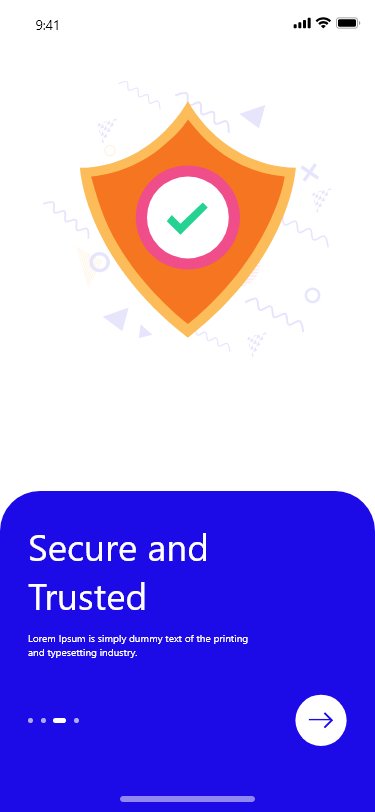 9:41
Secure and
Trusted
Lorem Ipsum is simply dummy text of the printing
and typesetting industry.